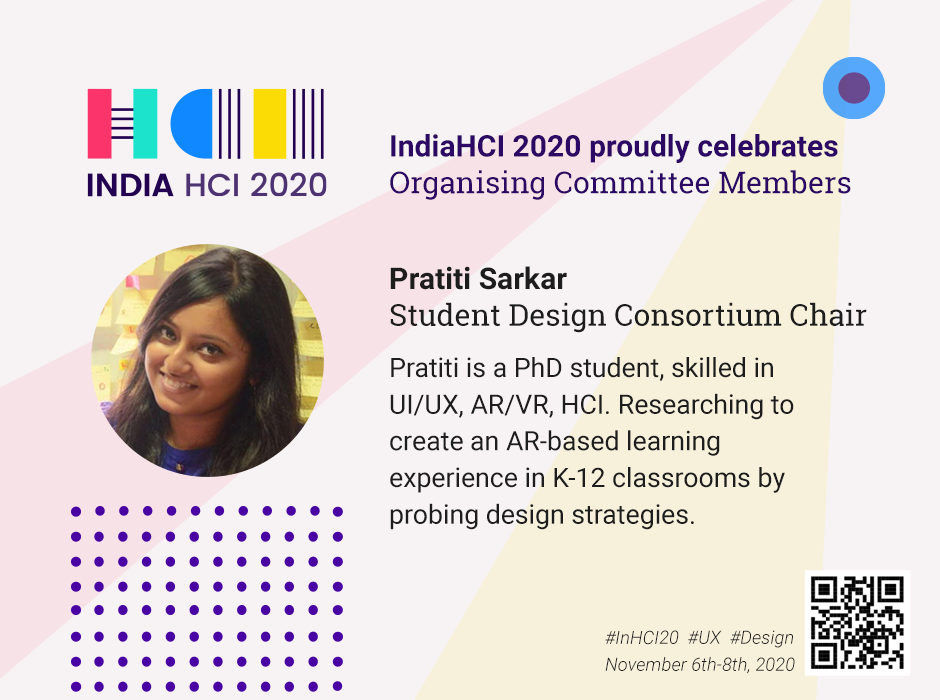 INDIA HCI 2020
IndiaHCI 2020 proudly celebrates
Organising Committee Members
Pratiti Sarkar
Student Design Consortium Chair
Pratiti is a PhD student, skilled in
UI/UX, AR/VR, HCI. Researching to
create an AR-based learning
experience in K-12 classrooms by
probing design strategies.
#InHCI20 #UX #Design
November 6th-8th, 2020